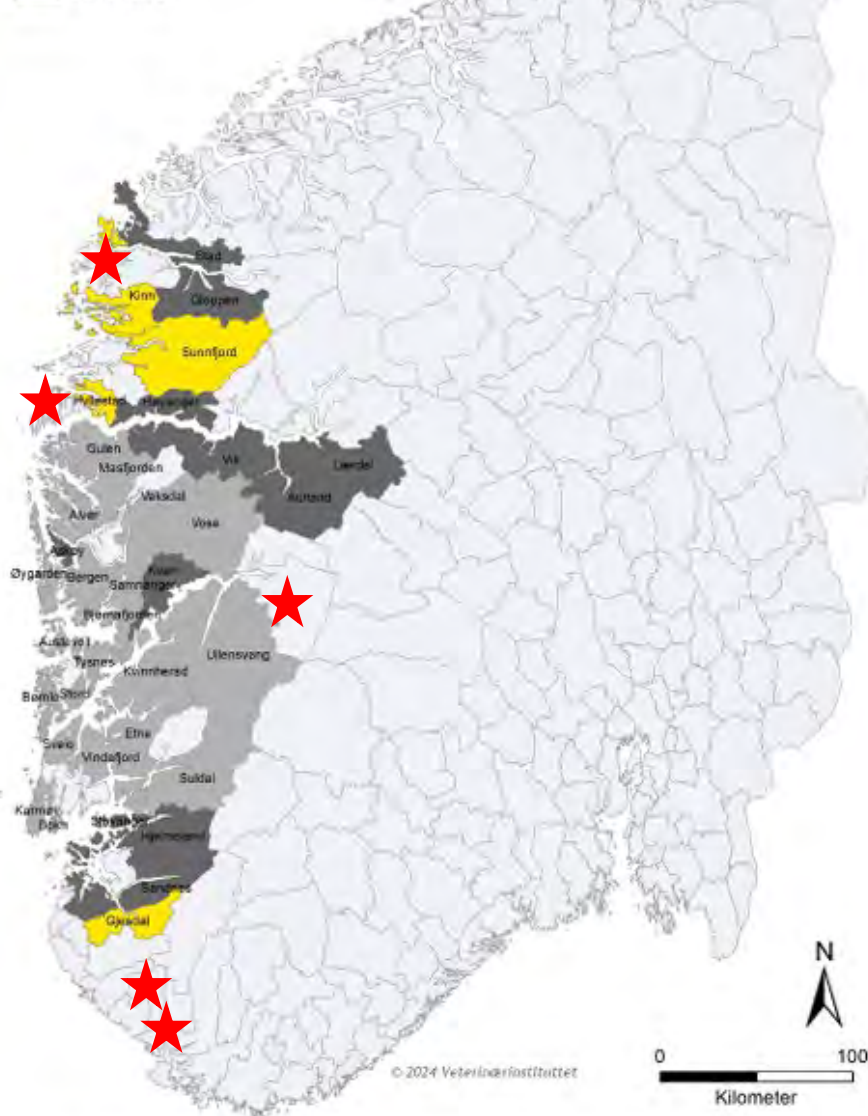 Stad
Kinn
Gloppen
Sunnfjord
Hyllestad
Høyanger
Gulen
Masfjorden
Vik
Lærdal
Aurland
Vaksdal
Alver
Voss
Askøy
Øygarden
Bergen
Kvam
Samnanger
Bjørnafjorden
Austevoll
Tysnes
Ullensvang
Kvinnherad
Bømlo
Stord
Etne
Sveio
Vindafjord
Suldal
Karmøy
Bokn
Hjelmeland
Sandnes
Gjesdal
N
0
100
Kilometer
© 2024 Veterinærinstituttet